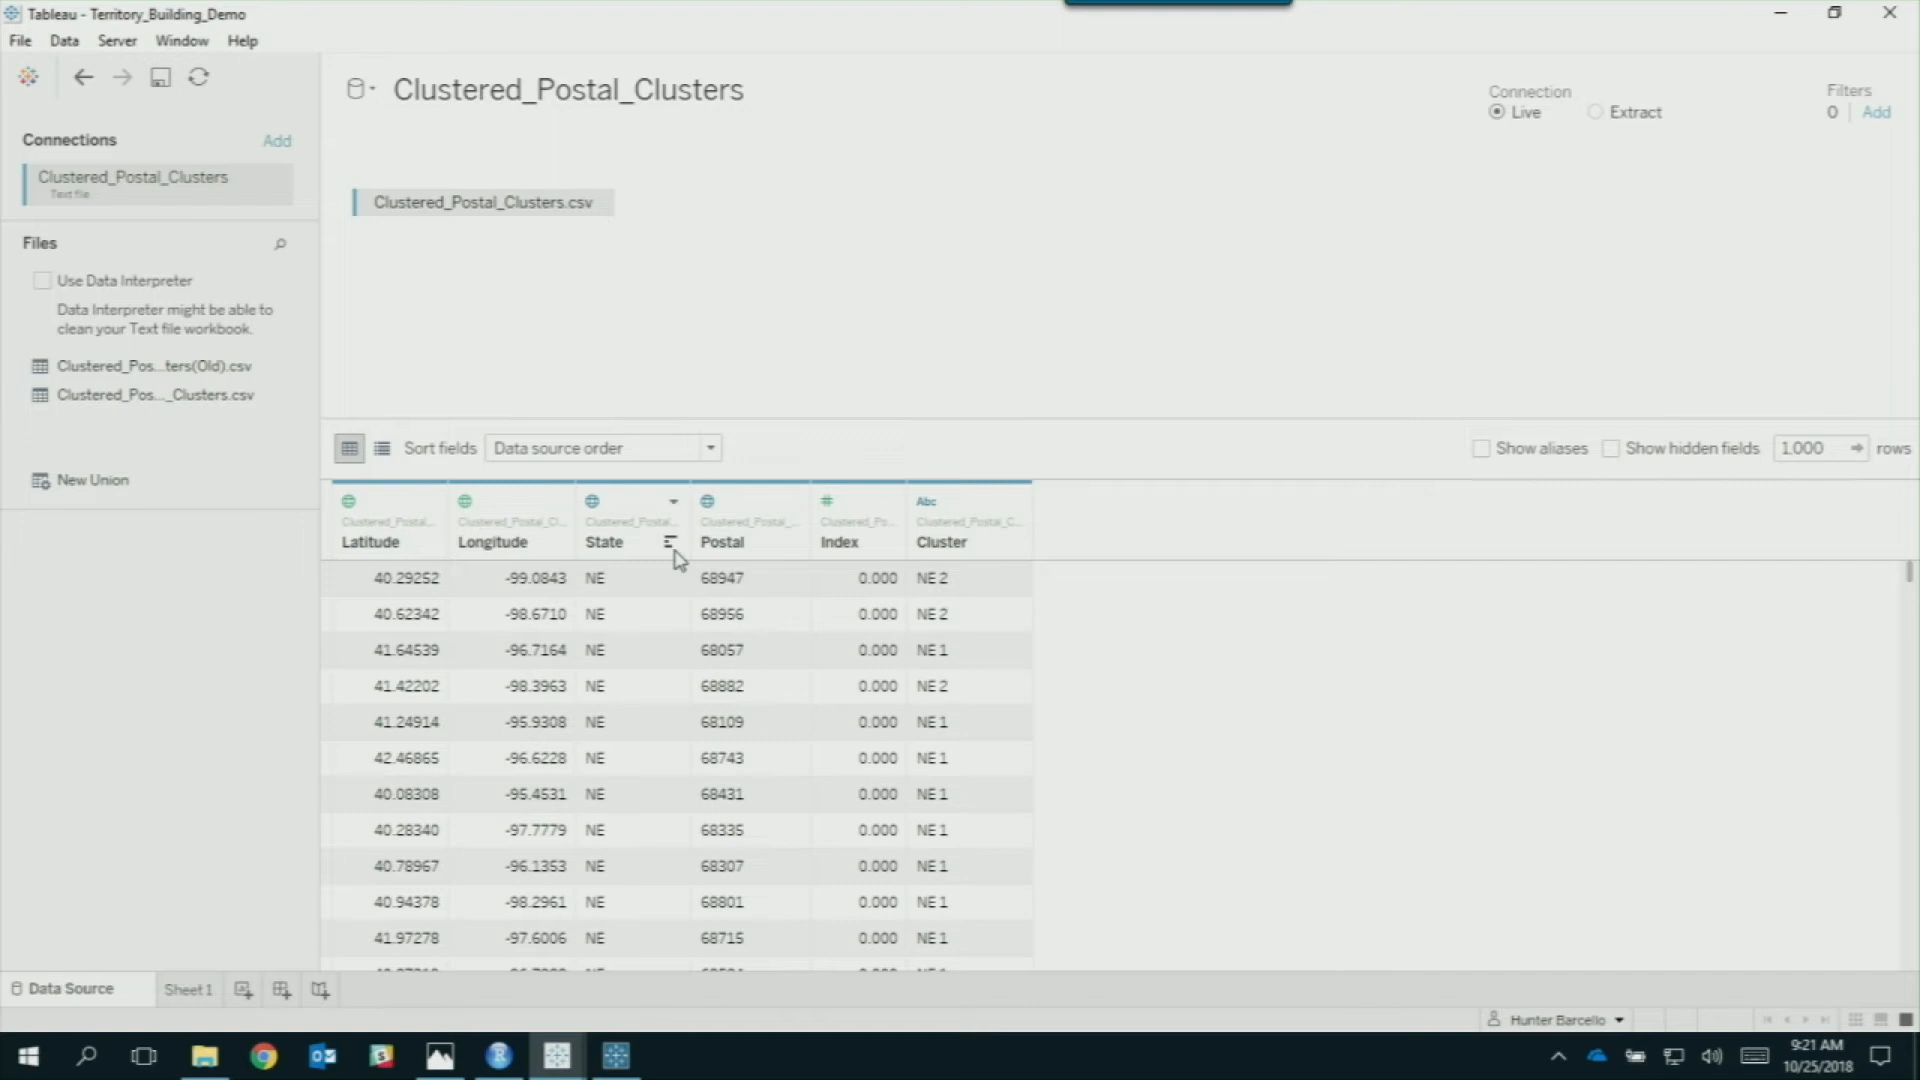 Tableau - Territory_Building_Demo
File Data Server Window Help
Clustered_Postal_Clusters
Connection
Live Extract
Filters
0 Add
Connections Add
Clustered_Postal_Clusters
Text file
Clustered_Postal_Clusters.csv
Files
Use Data Interpreter
Data Interpreter might be able to
clean your Text file workbook.
Clustered_Pos...ters(Old).csv
Clustered_Pos..._Clusters.csv
New Union
Sort fields Data source order Show aliases Show hidden fields 1.000 rows
Abc
Clustered_Postal... Clustered_Postal_Cl... Clustered_Postal... Clustered_Postal_... Clustered_Po... Clustered_Postal_C...
Latitude Longitude State Postal Index Cluster
40.29252 -99.0843 NE 68947 0.000 NE 2
40.62342 -98.6710 NE 68956 0.000 NE 2
41.64539 -96.7164 NE 68057 0.000 NE 1
41.42202 -98.3963 NE 68882 0.000 NE 2
41.24914 -95.9308 NE 68109 0.000 NE 1
42.46865 -96.6228 NE 68743 0.000 NE 1
40.08308 -95.4531 NE 68431 0.000 NE 1
40.28340 -97.7779 NE 68335 0.000 NE 1
40.78967 -96.1353 NE 68307 0.000 NE 1
40.94378 -98.2961 NE 68801 0.000 NE 1
41.97278 -97.6006 NE 68715 0.000 NE 1
Data Source Sheet 1
Hunter Barcello
9:21 AM
10/25/2018